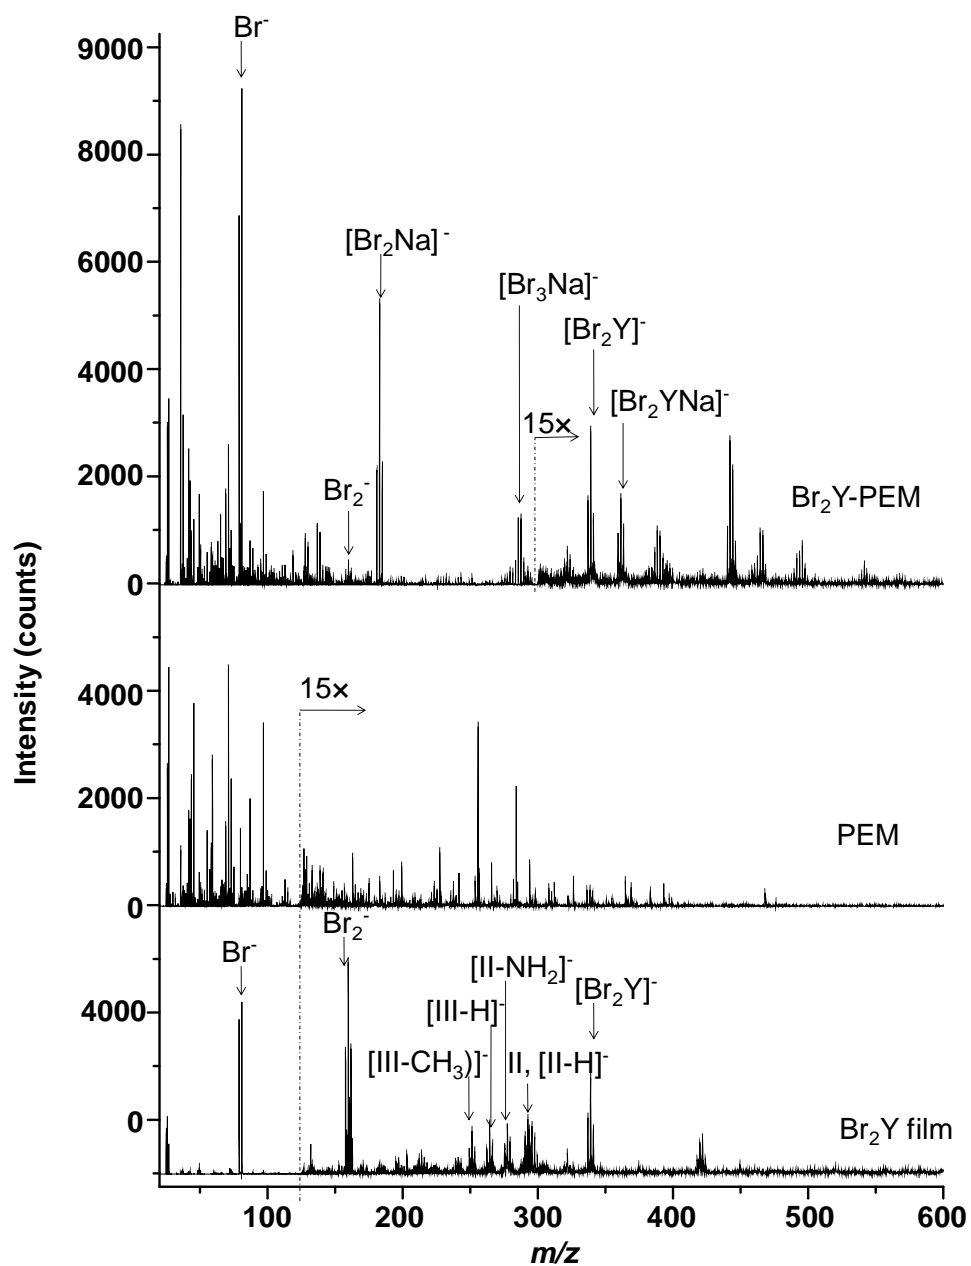 Br⁻
9000
8000
[Br₂Na]⁻
6000
[Br₃Na]⁻
[Br₂Y]⁻
4000
[Br₂YNa]⁻
15×
Br₂⁻
2000
Br₂Y-PEM
0
Intensity (counts)
15×
4000
2000
PEM
0
Br₂⁻
Br⁻
[II-NH₂]⁻
[Br₂Y]⁻
4000
[III-H]⁻
[III-CH₃)]⁻
II, [II-H]⁻
0
Br₂Y film
100 200 300 400 500 600
m/z